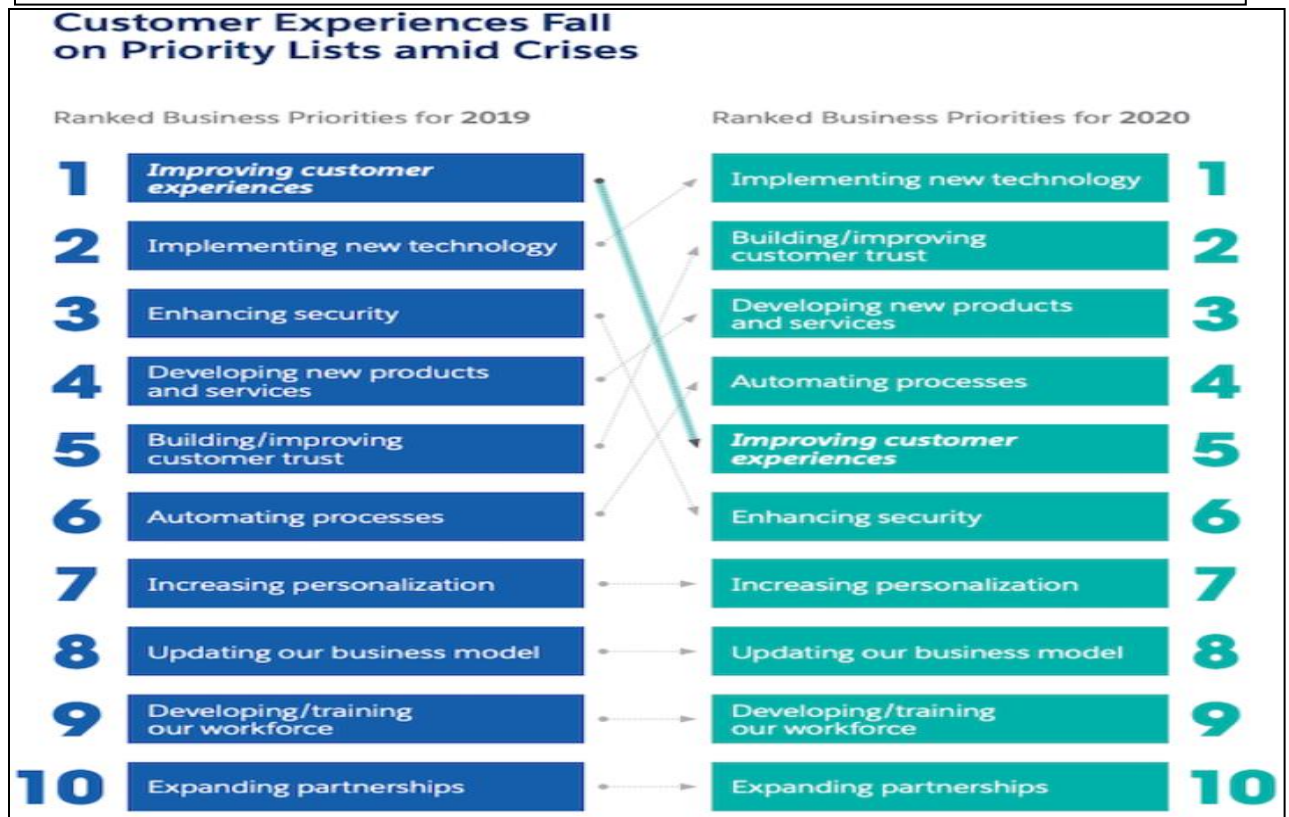 Customer Experiences Fall
on Priority Lists amid Crises
Ranked Business Priorities for 2019
1
Improving customer
experiences
2
Implementing new technology
3
Enhancing security
4
Developing new products
and services
5
Building/improving
customer trust
6
Automating processes
7
Increasing personalization
8
Updating our business model
9
Developing/training
our workforce
10
Expanding partnerships
Ranked Business Priorities for 2020
Implementing new technology
1
Building/improving
customer trust
2
Developing new products
and services
3
Automating processes
4
Improving customer
experiences
5
Enhancing security
6
Increasing personalization
7
Updating our business model
8
Developing/training
our workforce
9
Expanding partnerships
10